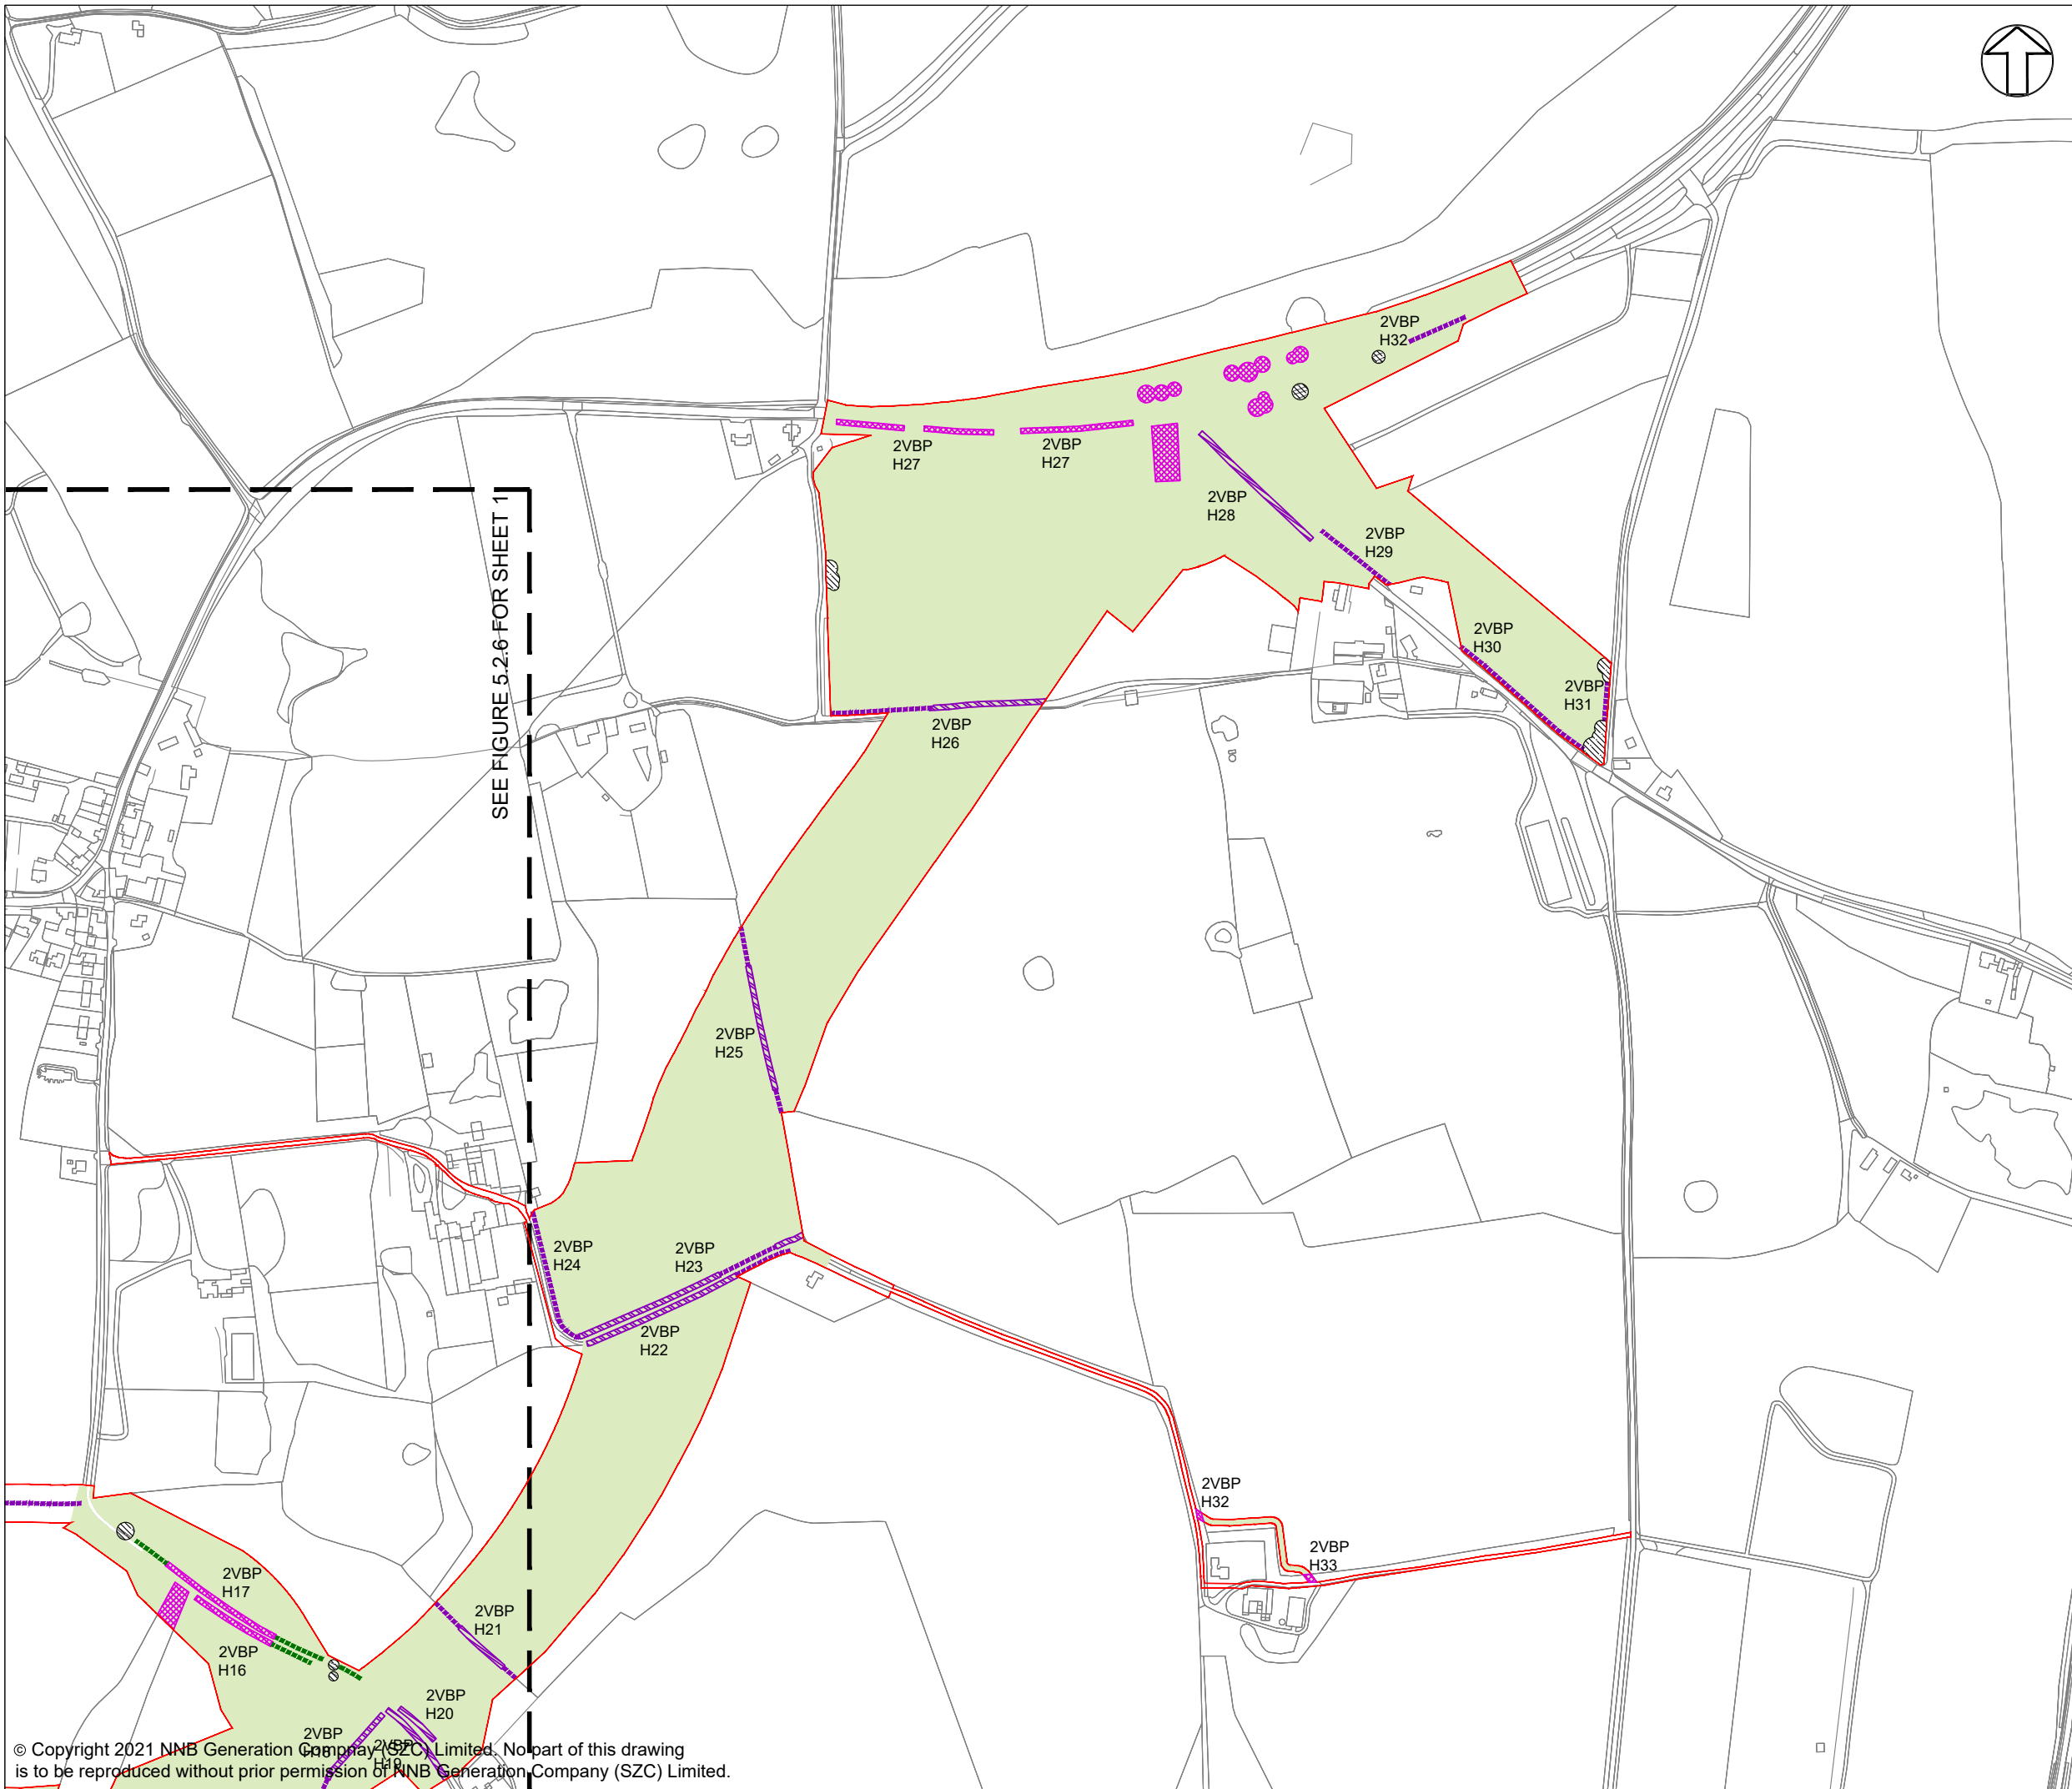 2VBP
H32
2VBP
H27
2VBP
H27
2VBP
H28
SEE FIGURE 5.2.6 FOR SHEET 1
2VBP
H29
2VBP
H30
2VBP
H31
2VBP
H26
2VBP
H25
2VBP
H24
2VBP
H23
2VBP
H22
2VBP
H32
2VBP
H33
2VBP
H17
2VBP
H21
2VBP
H16
2VBP
H20
2VBP
2VBP
H19
© Copyright 2021 NNB Generation Compnay (SZC) Limited. No part of this drawing
is to be reproduced without prior permission of NNB Generation Company (SZC) Limited.